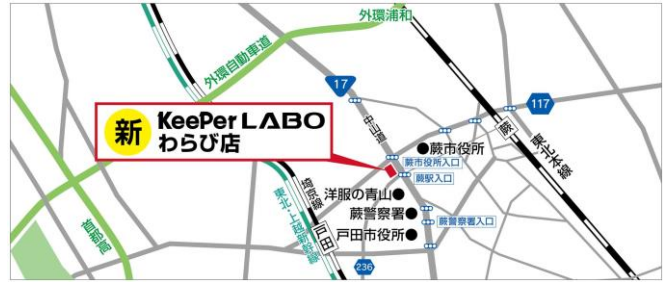 外環浦和
外環自動車道
17
中山道
117
新
KeePer LABO
わらび店
蕨市役所
蕨市役所入口
蕨駅入口
蕨
東北本線
洋服の青山
蕨警察署
蕨警察署入口
戸田市役所
埼京線
東北・上越新幹線
戸田
首都高
236